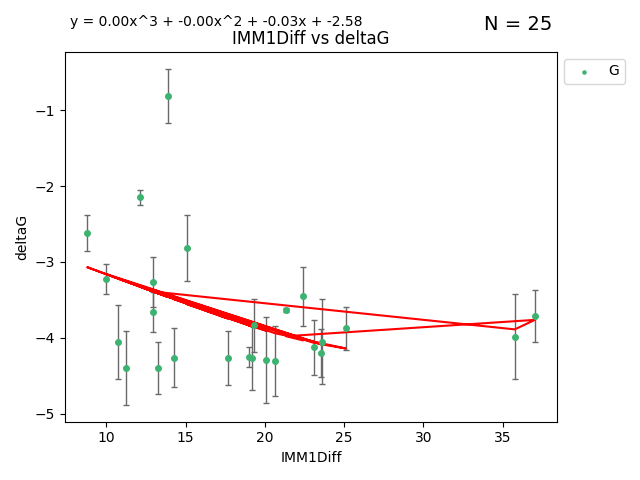 y = 0.00x^3 + -0.00x^2 + -0.03x + -2.58
N = 25
IMM1Diff vs deltaG
G
−1
−2
−3
−4
−5
deltaG
10 15 20 25 30 35
IMM1Diff